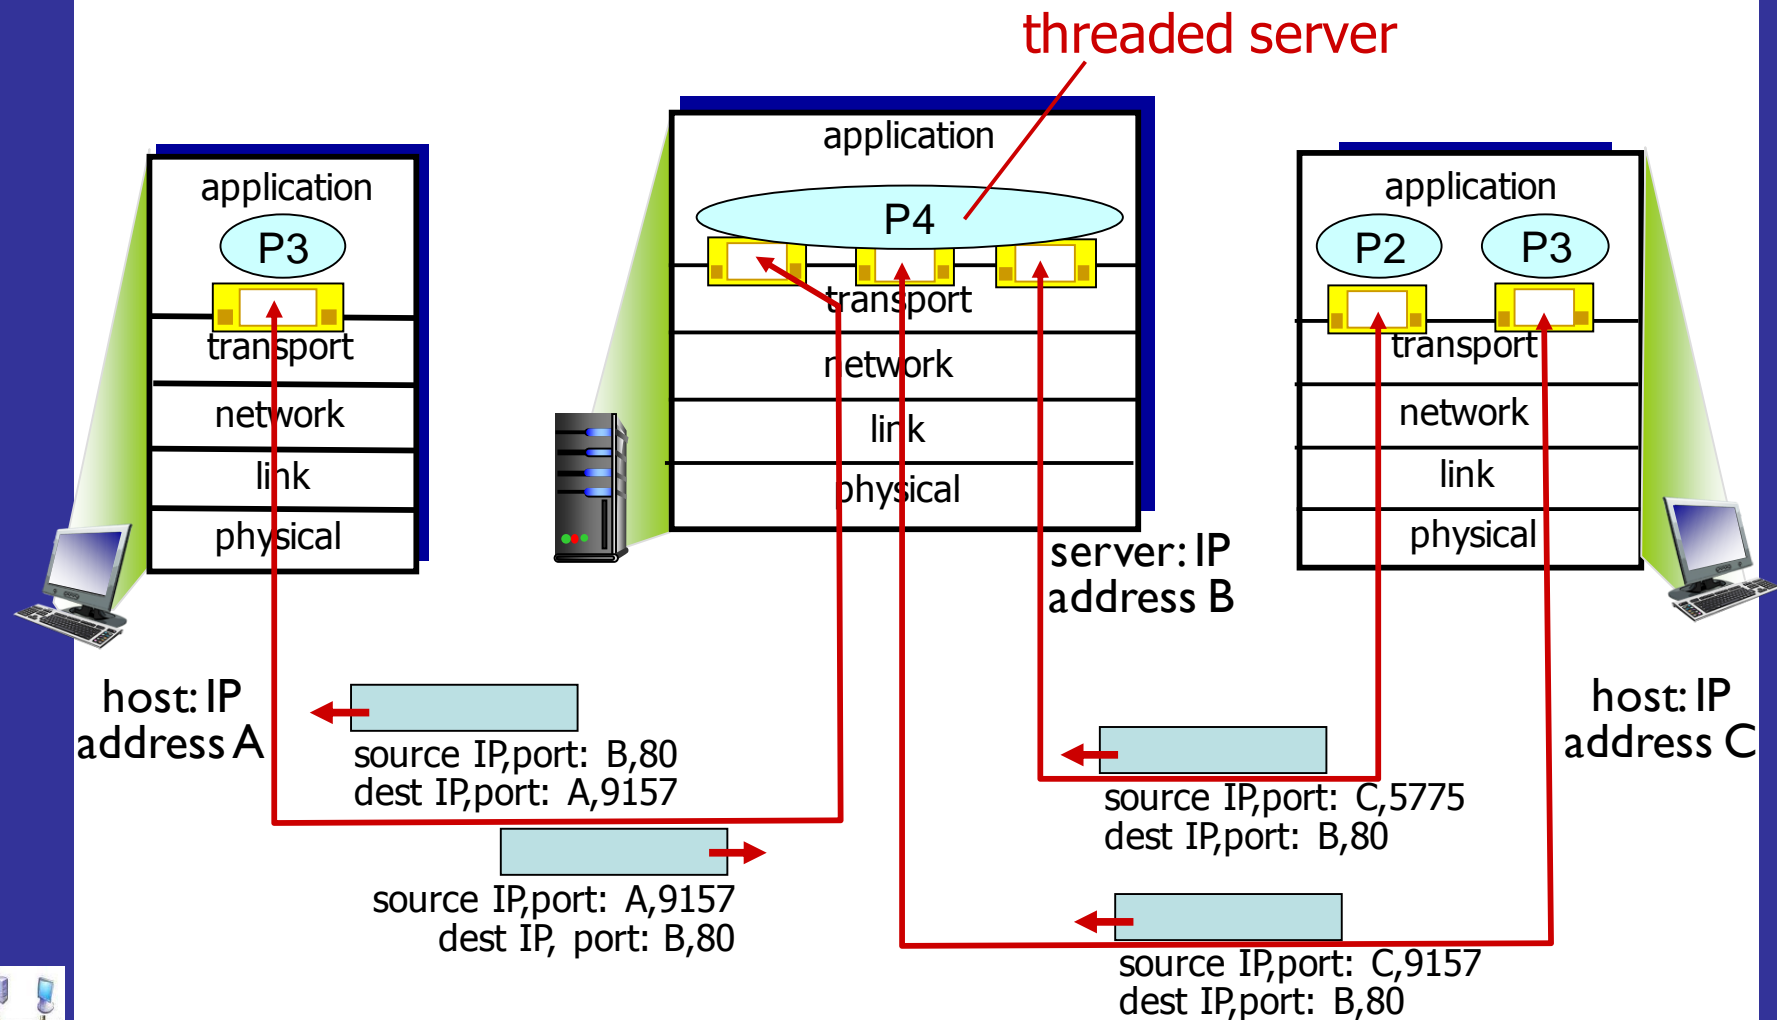 threaded server
application
P3
transport
network
link
physical
host: IP
address A
application
P4
transport
network
link
physical
server: IP
address B
application
P2
P3
transport
network
link
physical
host: IP
address C
source IP,port: B,80
dest IP,port: A,9157
source IP,port: A,9157
dest IP, port: B,80
source IP,port: C,5775
dest IP,port: B,80
source IP,port: C,9157
dest IP,port: B,80